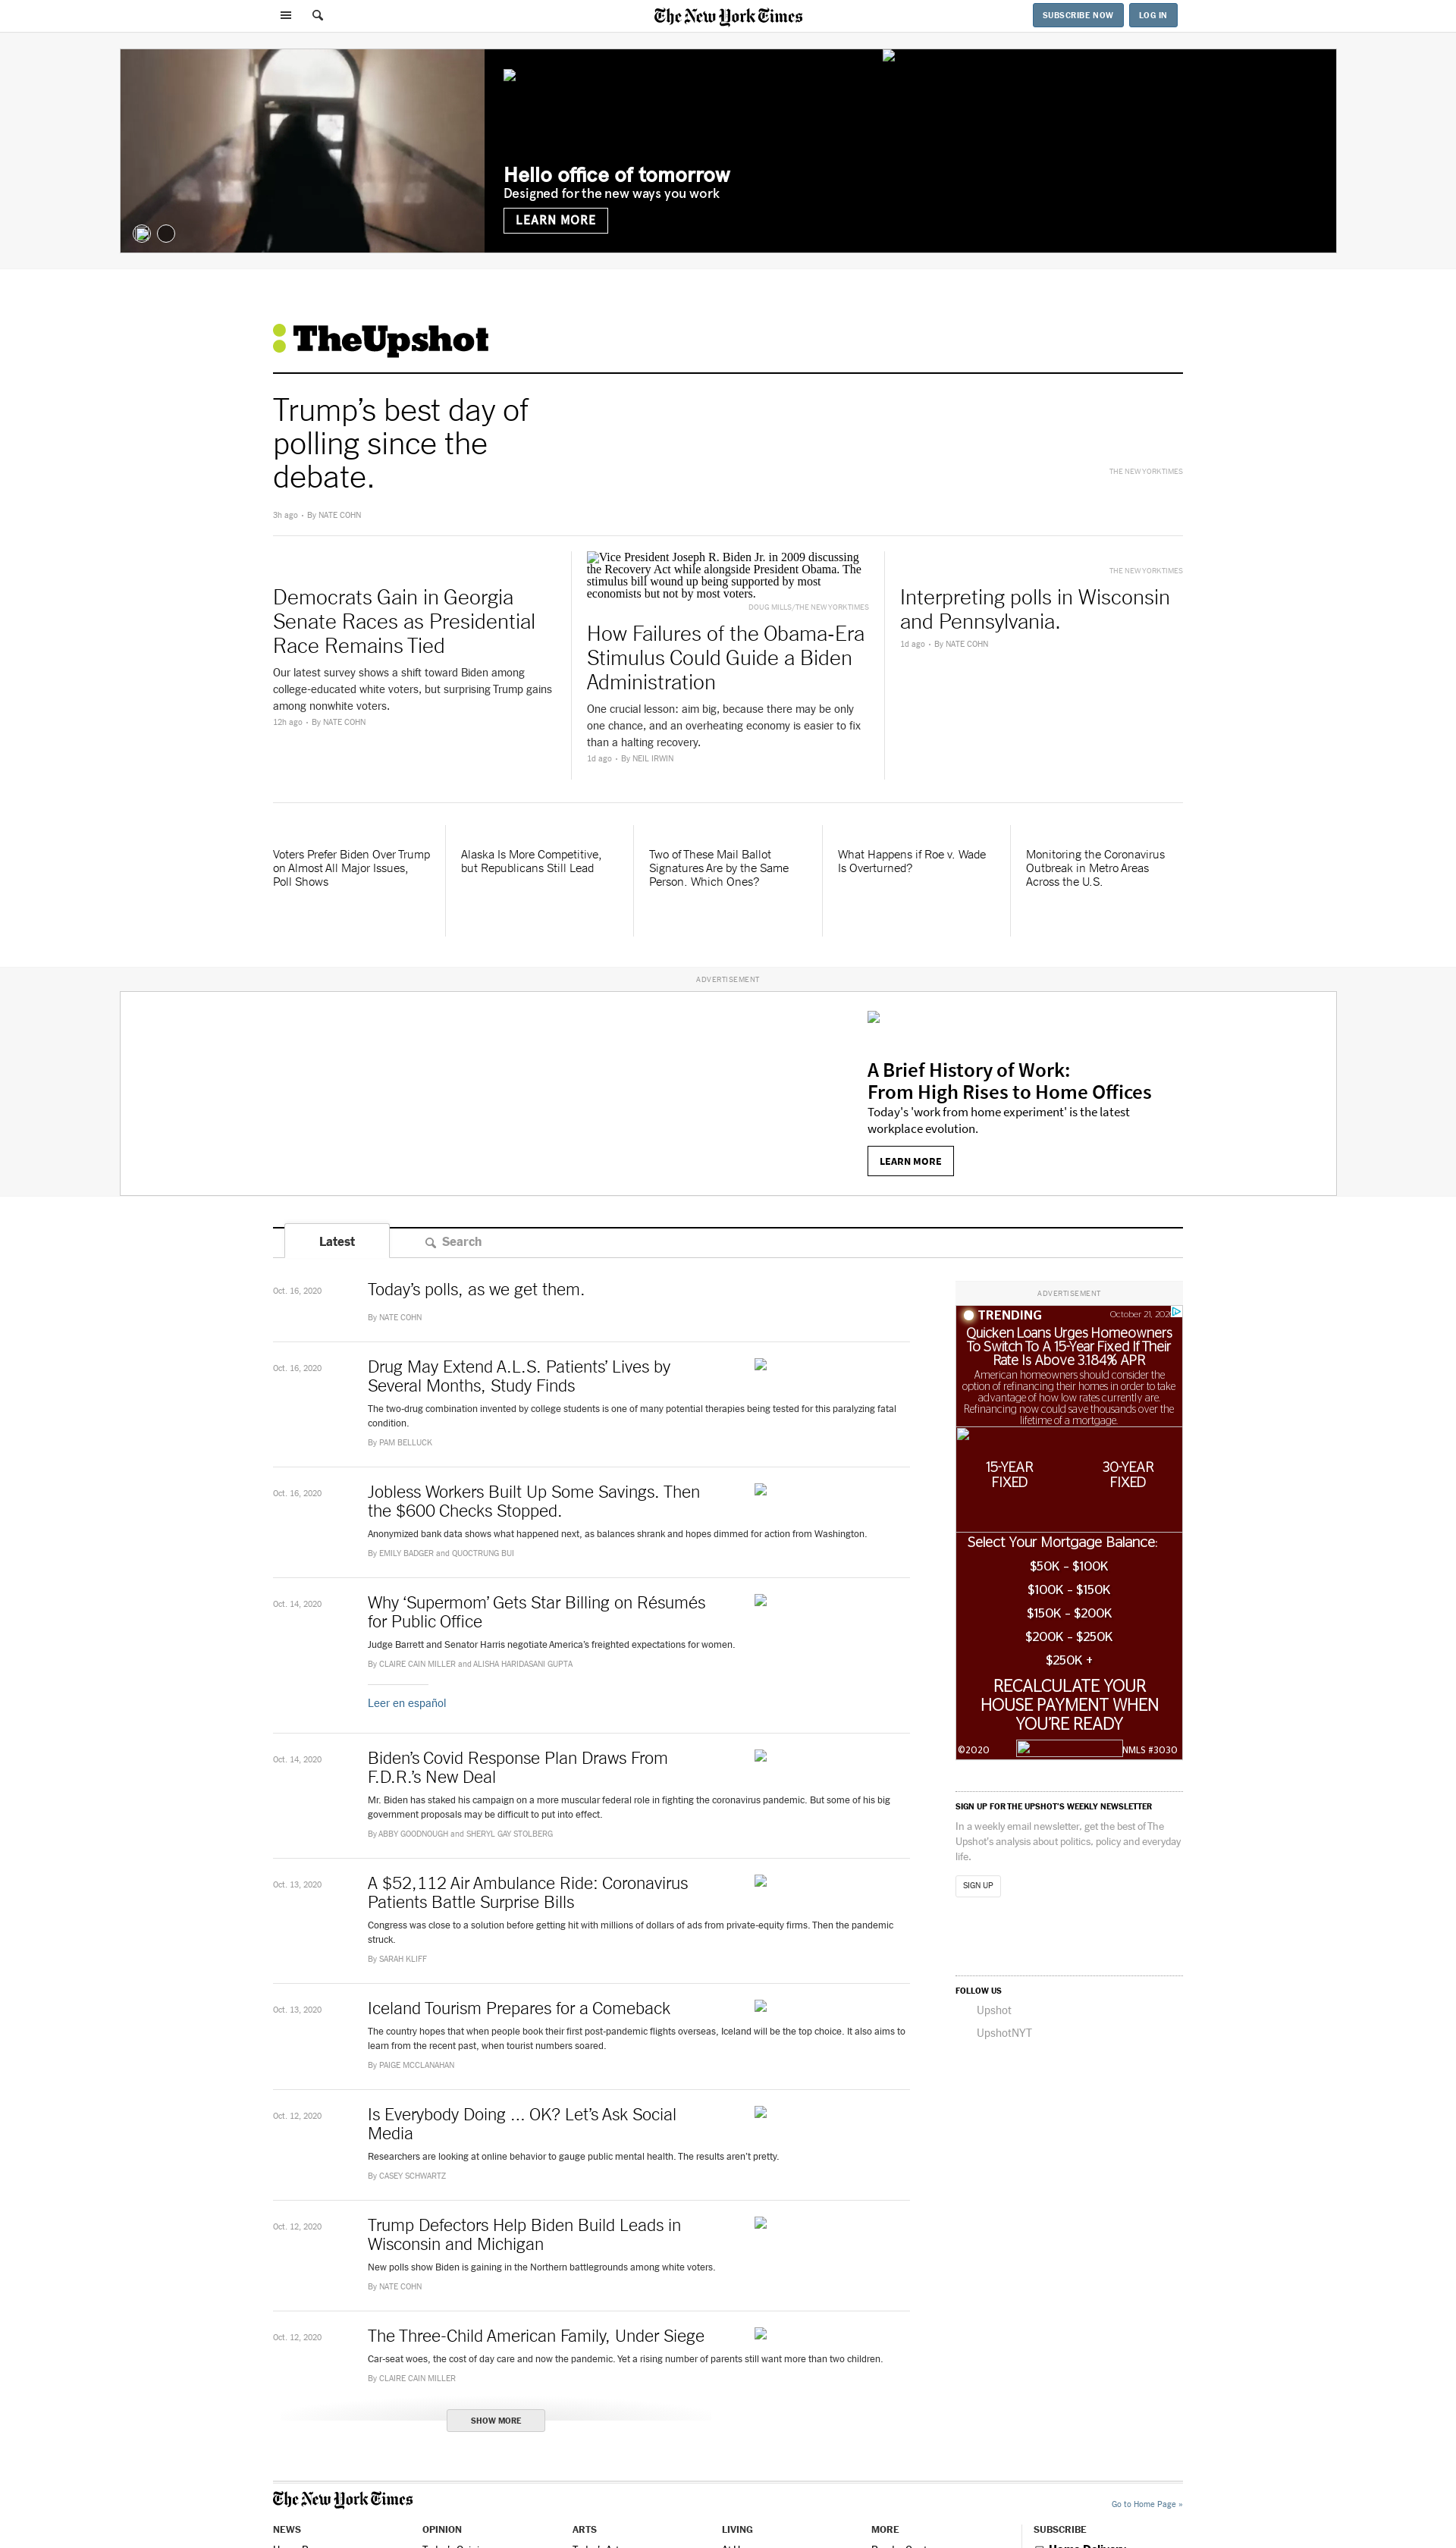 The New York Times
SUBSCRIBE NOW
LOG IN
Hello office of tomorrow
Designed for the new ways you work
LEARN MORE
TheUpshot
Trump’s best day of
polling since the
debate.
THE NEW YORK TIMES
3h ago • By NATE COHN
Democrats Gain in Georgia
Senate Races as Presidential
Race Remains Tied
Our latest survey shows a shift toward Biden among
college-educated white voters, but surprising Trump gains
among nonwhite voters.
12h ago • By NATE COHN
Vice President Joseph R. Biden Jr. in 2009 discussing
the Recovery Act while alongside President Obama. The
stimulus bill wound up being supported by most
economists but not by most voters.
DOUG MILLS/THE NEW YORK TIMES
How Failures of the Obama-Era
Stimulus Could Guide a Biden
Administration
One crucial lesson: aim big, because there may be only
one chance, and an overheating economy is easier to fix
than a halting recovery.
1d ago • By NEIL IRWIN
THE NEW YORK TIMES
Interpreting polls in Wisconsin
and Pennsylvania.
1d ago • By NATE COHN
Voters Prefer Biden Over Trump
on Almost All Major Issues,
Poll Shows
Alaska Is More Competitive,
but Republicans Still Lead
Two of These Mail Ballot
Signatures Are by the Same
Person. Which Ones?
What Happens if Roe v. Wade
Is Overturned?
Monitoring the Coronavirus
Outbreak in Metro Areas
Across the U.S.
ADVERTISEMENT
A Brief History of Work:
From High Rises to Home Offices
Today's 'work from home experiment' is the latest
workplace evolution.
LEARN MORE
Latest
Search
Oct. 16, 2020
Today’s polls, as we get them.
By NATE COHN
Oct. 16, 2020
Drug May Extend A.L.S. Patients’ Lives by
Several Months, Study Finds
The two-drug combination invented by college students is one of many potential therapies being tested for this paralyzing fatal
condition.
By PAM BELLUCK
Oct. 16, 2020
Jobless Workers Built Up Some Savings. Then
the $600 Checks Stopped.
Anonymized bank data shows what happened next, as balances shrank and hopes dimmed for action from Washington.
By EMILY BADGER and QUOCTRUNG BUI
Oct. 14, 2020
Why ‘Supermom’ Gets Star Billing on Résumés
for Public Office
Judge Barrett and Senator Harris negotiate America’s freighted expectations for women.
By CLAIRE CAIN MILLER and ALISHA HARIDASANI GUPTA
Leer en español
Oct. 14, 2020
Biden’s Covid Response Plan Draws From
F.D.R.’s New Deal
Mr. Biden has staked his campaign on a more muscular federal role in fighting the coronavirus pandemic. But some of his big
government proposals may be difficult to put into effect.
By ABBY GOODNOUGH and SHERYL GAY STOLBERG
Oct. 13, 2020
A $52,112 Air Ambulance Ride: Coronavirus
Patients Battle Surprise Bills
Congress was close to a solution before getting hit with millions of dollars of ads from private-equity firms. Then the pandemic
struck.
By SARAH KLIFF
Oct. 13, 2020
Iceland Tourism Prepares for a Comeback
The country hopes that when people book their first post-pandemic flights overseas, Iceland will be the top choice. It also aims to
learn from the recent past, when tourist numbers soared.
By PAIGE MCCLANAHAN
Oct. 12, 2020
Is Everybody Doing ... OK? Let’s Ask Social
Media
Researchers are looking at online behavior to gauge public mental health. The results aren’t pretty.
By CASEY SCHWARTZ
Oct. 12, 2020
Trump Defectors Help Biden Build Leads in
Wisconsin and Michigan
New polls show Biden is gaining in the Northern battlegrounds among white voters.
By NATE COHN
Oct. 12, 2020
The Three-Child American Family, Under Siege
Car-seat woes, the cost of day care and now the pandemic. Yet a rising number of parents still want more than two children.
By CLAIRE CAIN MILLER
SHOW MORE
ADVERTISEMENT
TRENDING
October 21, 202
Quicken Loans Urges Homeowners
To Switch To A 15-Year Fixed If Their
Rate Is Above 3.184% APR
American homeowners should consider the
option of refinancing their homes in order to take
advantage of how low rates currently are.
Refinancing now could save thousands over the
lifetime of a mortgage.
15-YEAR
FIXED
30-YEAR
FIXED
Select Your Mortgage Balance:
$50K - $100K
$100K - $150K
$150K - $200K
$200K - $250K
$250K +
RECALCULATE YOUR
HOUSE PAYMENT WHEN
YOU'RE READY
©2020
NMLS #3030
SIGN UP FOR THE UPSHOT’S WEEKLY NEWSLETTER
In a weekly email newsletter, get the best of The
Upshot’s analysis about politics, policy and everyday
life.
SIGN UP
FOLLOW US
Upshot
UpshotNYT
The New York Times
Go to Home Page »
NEWS
OPINION
ARTS
LIVING
MORE
SUBSCRIBE